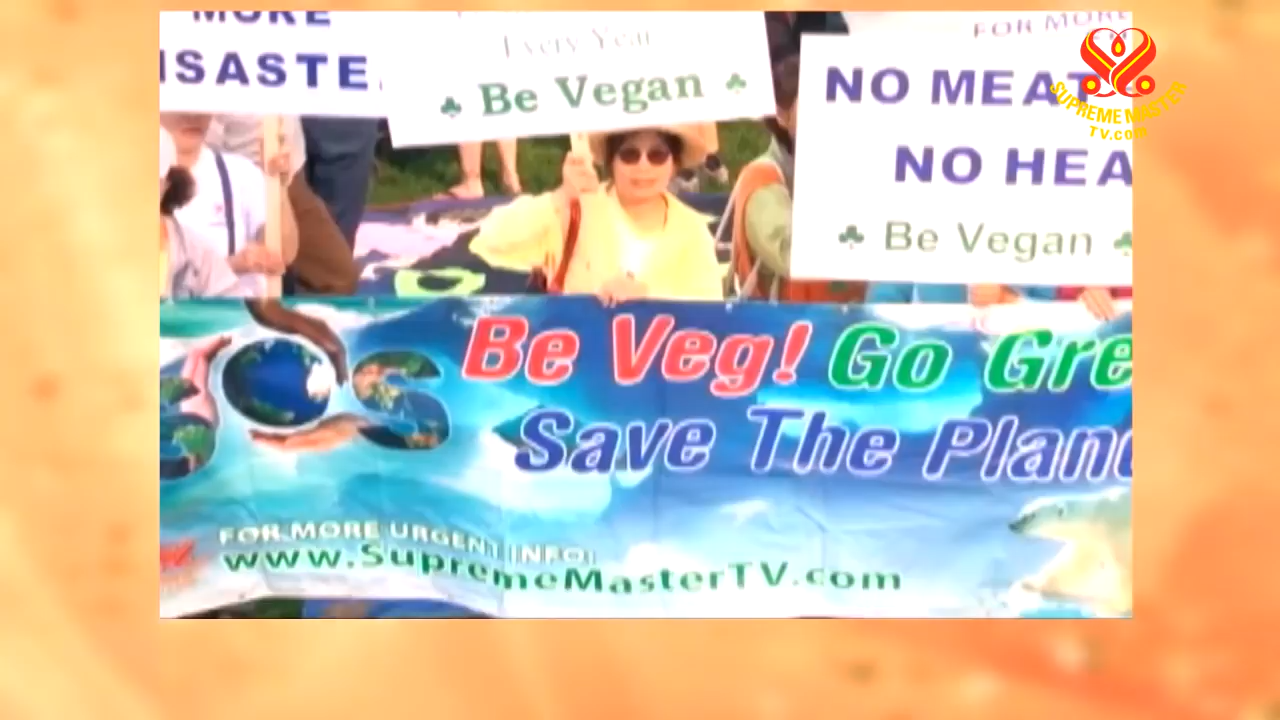 MORE
ISASTE
Every Year
Be Vegan
FOR MORE
NO MEAT
NO HEA
Be Vegan
SUPREME MASTER
TV.com
SOS
Be Veg! Go Gre
Save The Plan
FOR MORE URGENT INFO:
www.SupremeMasterTV.com